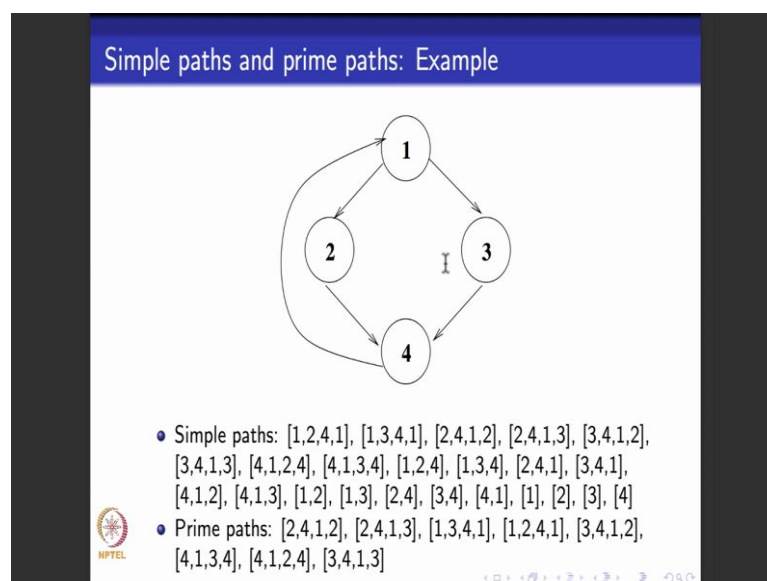 Simple paths and prime paths: Example
1
2
3
4
Simple paths: [1,2,4,1], [1,3,4,1], [2,4,1,2], [2,4,1,3], [3,4,1,2],
[3,4,1,3], [4,1,2,4], [4,1,3,4], [1,2,4], [1,3,4], [2,4,1], [3,4,1],
[4,1,2], [4,1,3], [1,2], [1,3], [2,4], [3,4], [4,1], [1], [2], [3], [4]
Prime paths: [2,4,1,2], [2,4,1,3], [1,3,4,1], [1,2,4,1], [3,4,1,2],
[4,1,3,4], [4,1,2,4], [3,4,1,3]
NPTEL